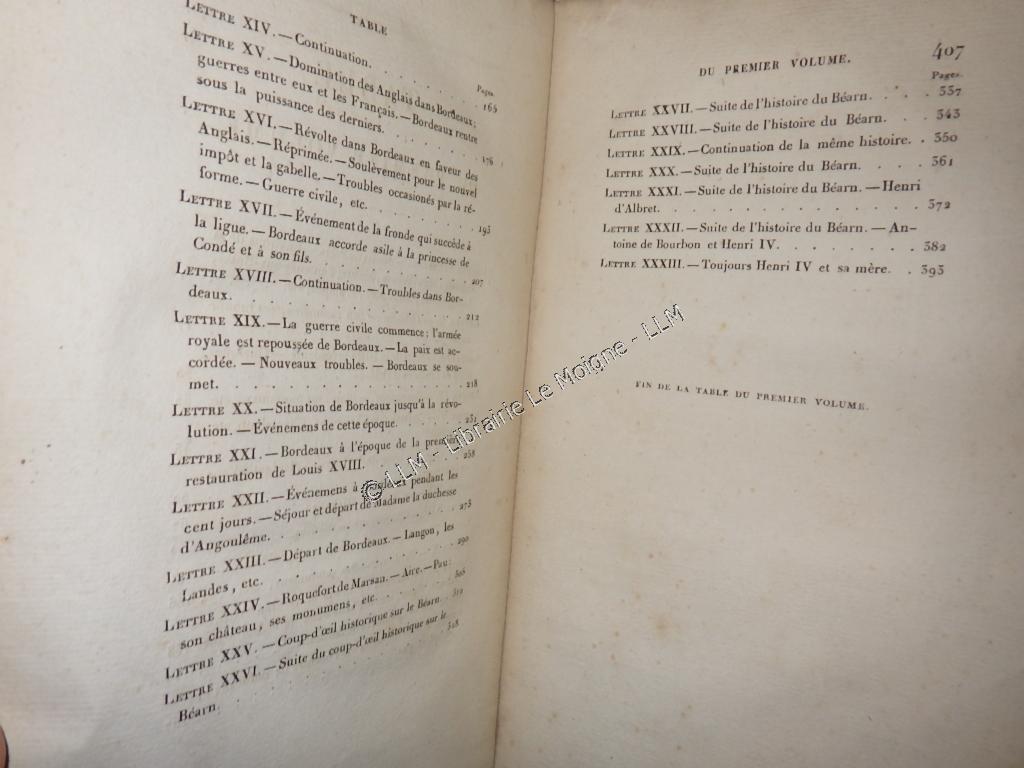 TABLE
Pages.
LETTRE XIV. — Continuation. . . . . . . . 165
LETTRE XV. — Domination des Anglais dans Bordeaux;
guerres entre eux et les Français. — Bordeaux rentre
sous la puissance des derniers. . . . . . . 176
LETTRE XVI. — Révolte dans Bordeaux en faveur des
Anglais. — Réprimée. — Soulèvement pour le nouvel
impôt et la gabelle. — Troubles occasionés par la ré-
forme. — Guerre civile, etc. . . . . . . . 195
LETTRE XVII. — Événement de la fronde qui succède à
la ligue. — Bordeaux accorde asile à la princesse de
Condé et à son fils. . . . . . . . . . 207
LETTRE XVIII. — Continuation. — Troubles dans Bor-
deaux. . . . . . . . . . . . 212
LETTRE XIX. — La guerre civile commence; l'armée
royale est repoussée de Bordeaux. — La paix est ac-
cordée. — Nouveaux troubles. — Bordeaux se sou-
met. . . . . . . . . . . . . 218
LETTRE XX. — Situation de Bordeaux jusqu'à la révo-
lution. — Événemens de cette époque. . . . . 231
LETTRE XXI. — Bordeaux à l'époque de la première
restauration de Louis XVIII. . . . . . . 258
LETTRE XXII. — Événemens à Bordeaux pendant les
cent jours. — Séjour et départ de Madame la duchesse
d'Angoulême. . . . . . . . . . . 273
LETTRE XXIII. — Départ de Bordeaux. — Langon, les
Landes, etc. . . . . . . . . . . 290
LETTRE XXIV. — Roquefort de Marsan. — Aire. — Pau:
son château, ses monumens, etc. . . . . . 305
LETTRE XXV. — Coup-d'œil historique sur le Béarn. . 319
LETTRE XXVI. — Suite du coup-d'œil historique sur le
Béarn. . . . . . . . . . . . 328
DU PREMIER VOLUME. 407
Pages.
LETTRE XXVII. — Suite de l'histoire du Béarn. . . . 337
LETTRE XXVIII. — Suite de l'histoire du Béarn. . . 343
LETTRE XXIX. — Continuation de la même histoire. . 350
LETTRE XXX. — Suite de l'histoire du Béarn. . . . 361
LETTRE XXXI. — Suite de l'histoire du Béarn. — Henri
d'Albret. . . . . . . . . . . . . 372
LETTRE XXXII. — Suite de l'histoire du Béarn. — An-
toine de Bourbon et Henri IV. . . . . . . 382
LETTRE XXXIII. — Toujours Henri IV et sa mère. . 393
FIN DE LA TABLE DU PREMIER VOLUME.
© LLM - Librairie Le Moigne - LLM